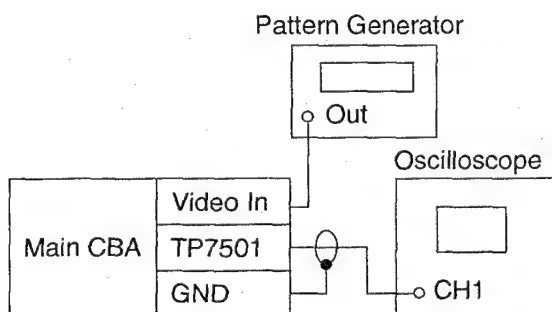 Pattern Generator
Out
Oscilloscope
Video In
Main CBA
TP7501
GND
CH1